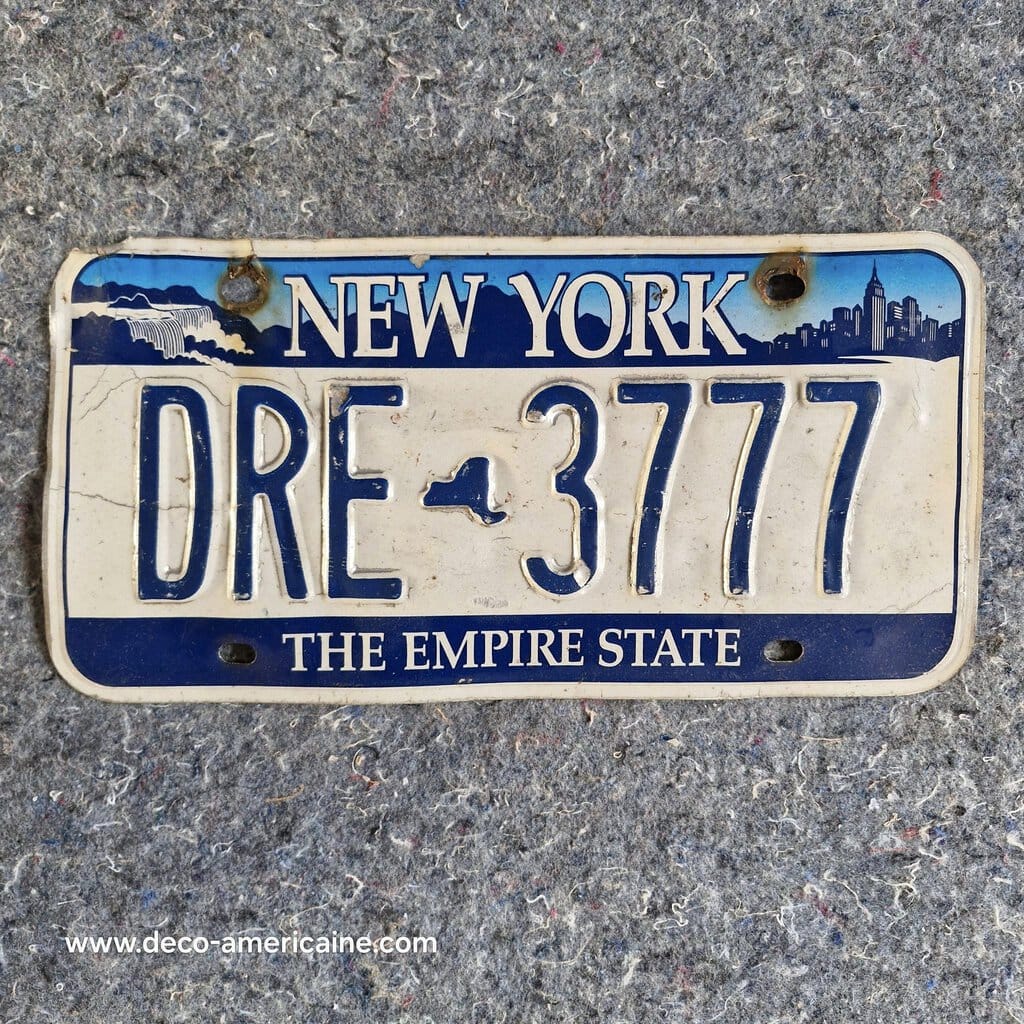 NEW YORK
DRE 3777
THE EMPIRE STATE
www.deco-americaine.com